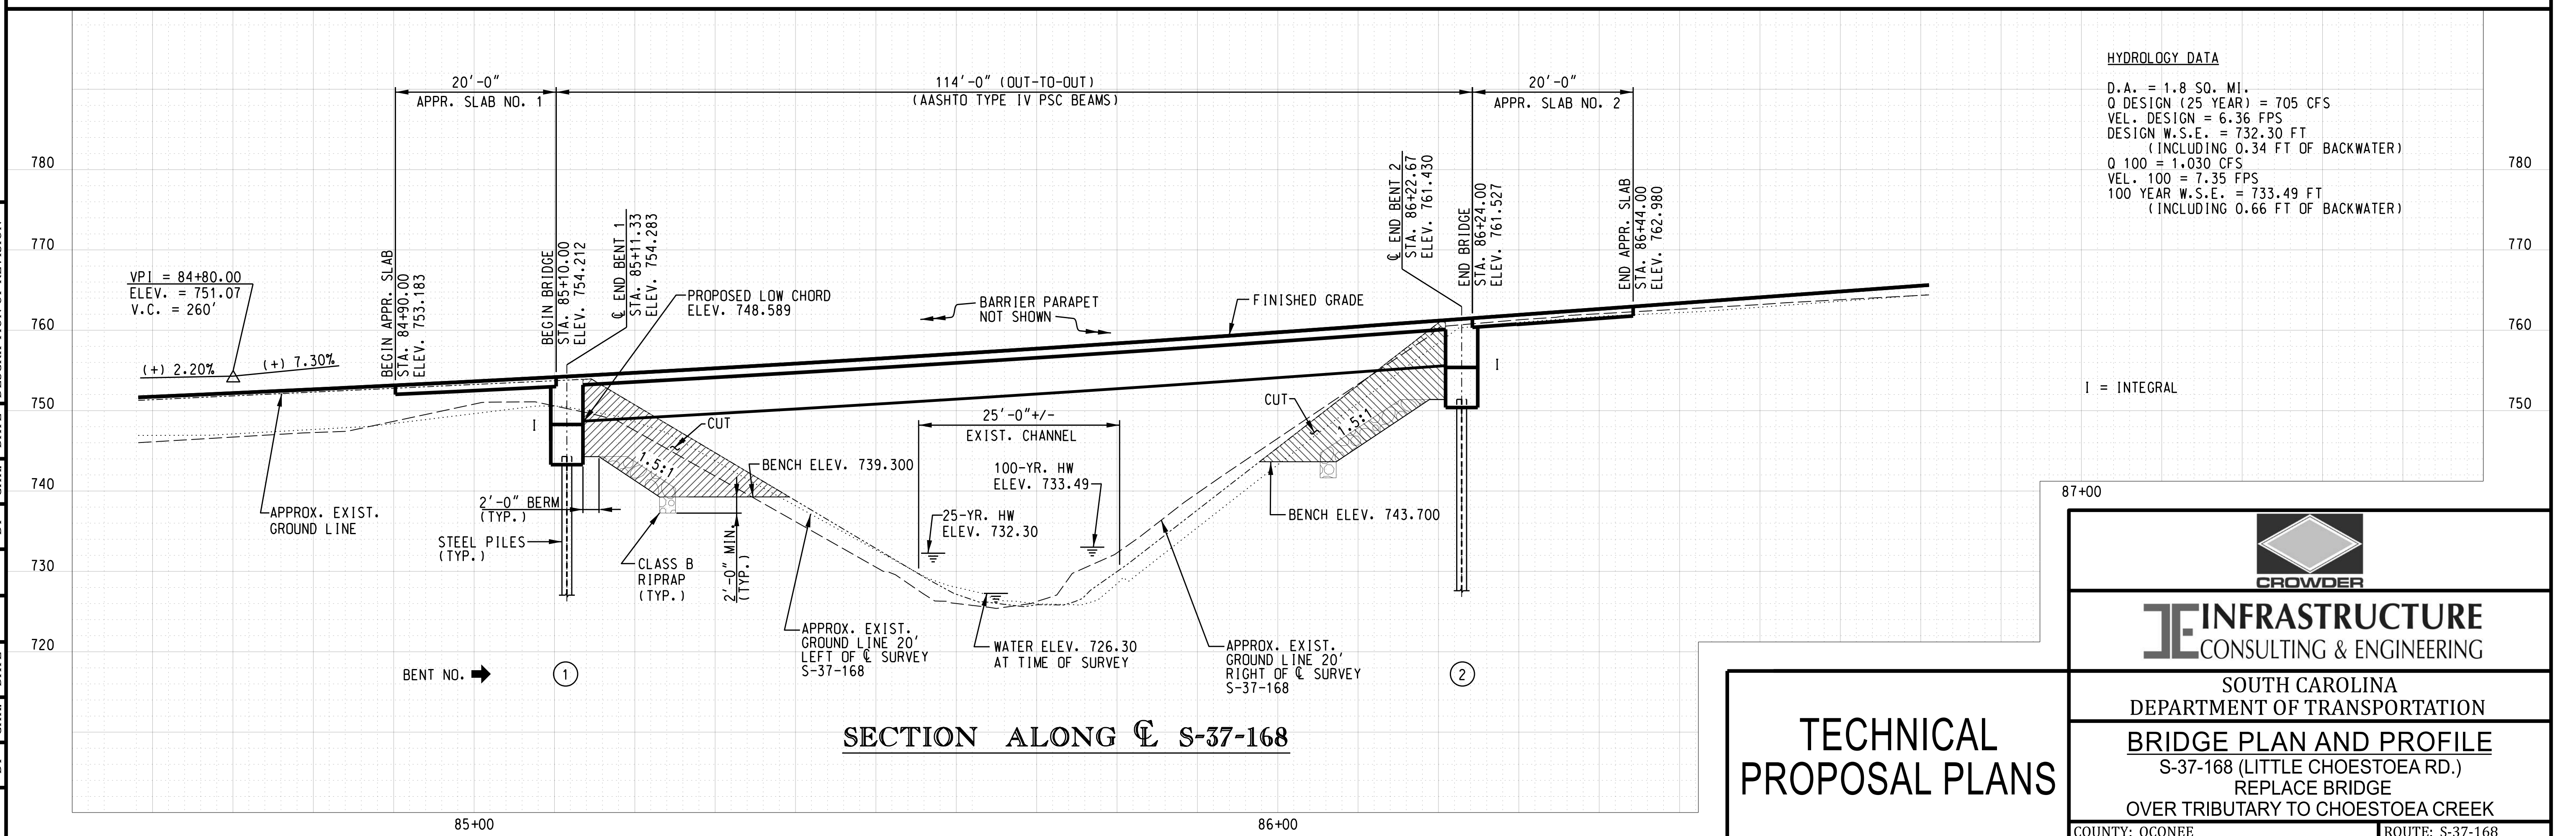 20'-0"
APPR. SLAB NO. 1
114'-0" (OUT-TO-OUT)
(AASHTO TYPE IV PSC BEAMS)
20'-0"
APPR. SLAB NO. 2
HYDROLOGY DATA
D.A. = 1.8 SQ. MI.
Q DESIGN (25 YEAR) = 705 CFS
VEL. DESIGN = 6.36 FPS
DESIGN W.S.E. = 732.30 FT
(INCLUDING 0.34 FT OF BACKWATER)
Q 100 = 1,030 CFS
VEL. 100 = 7.35 FPS
100 YEAR W.S.E. = 733.49 FT
(INCLUDING 0.66 FT OF BACKWATER)
780
770
760
750
740
730
720
780
770
760
750
VPI = 84+80.00
ELEV. = 751.07
V.C. = 260'
(+) 2.20%
(+) 7.30%
BEGIN APPR. SLAB
STA. 84+90.00
ELEV. 753.183
BEGIN BRIDGE
STA. 85+10.00
ELEV. 754.212
℄ END BENT 1
STA. 85+11.33
ELEV. 754.283
PROPOSED LOW CHORD
ELEV. 748.589
BARRIER PARAPET
NOT SHOWN
FINISHED GRADE
℄ END BENT 2
STA. 86+22.67
ELEV. 761.430
END BRIDGE
STA. 86+24.00
ELEV. 761.527
END APPR. SLAB
STA. 86+44.00
ELEV. 762.980
I
I
I = INTEGRAL
CUT
1.5:1
25'-0"+/-
EXIST. CHANNEL
CUT
1.5:1
BENCH ELEV. 739.300
100-YR. HW
ELEV. 733.49
25-YR. HW
ELEV. 732.30
BENCH ELEV. 743.700
2'-0" BERM
(TYP.)
APPROX. EXIST.
GROUND LINE
STEEL PILES
(TYP.)
CLASS B
RIPRAP
(TYP.)
2'-0" MIN.
(TYP.)
APPROX. EXIST.
GROUND LINE 20'
LEFT OF ℄ SURVEY
S-37-168
WATER ELEV. 726.30
AT TIME OF SURVEY
APPROX. EXIST.
GROUND LINE 20'
RIGHT OF ℄ SURVEY
S-37-168
BENT NO.
1
2
SECTION ALONG ℄ S-37-168
85+00
86+00
87+00
CROWDER
INFRASTRUCTURE
CONSULTING & ENGINEERING
SOUTH CAROLINA
DEPARTMENT OF TRANSPORTATION
TECHNICAL
PROPOSAL PLANS
BRIDGE PLAN AND PROFILE
S-37-168 (LITTLE CHOESTOEA RD.)
REPLACE BRIDGE
OVER TRIBUTARY TO CHOESTOEA CREEK
COUNTY: OCONEE
ROUTE: S-37-168